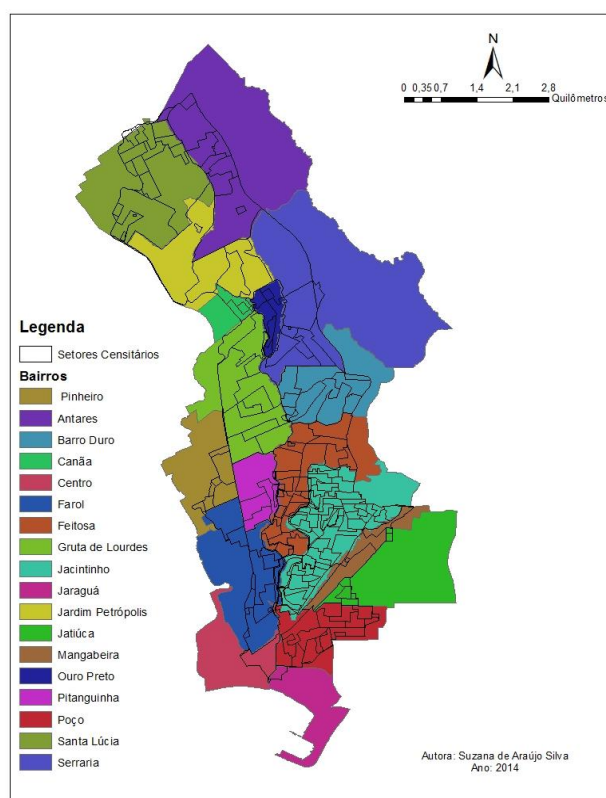 N
0 0,35 0,7 1,4 2,1 2,8
Quilômetros
Legenda
Setores Censitários
Bairros
Pinheiro
Antares
Barro Duro
Canãa
Centro
Farol
Feitosa
Gruta de Lourdes
Jacintinho
Jaraguá
Jardim Petrópolis
Jatiúca
Mangabeira
Ouro Preto
Pitanguinha
Poço
Santa Lúcia
Serraria
Autora: Suzana de Araújo Silva
Ano: 2014